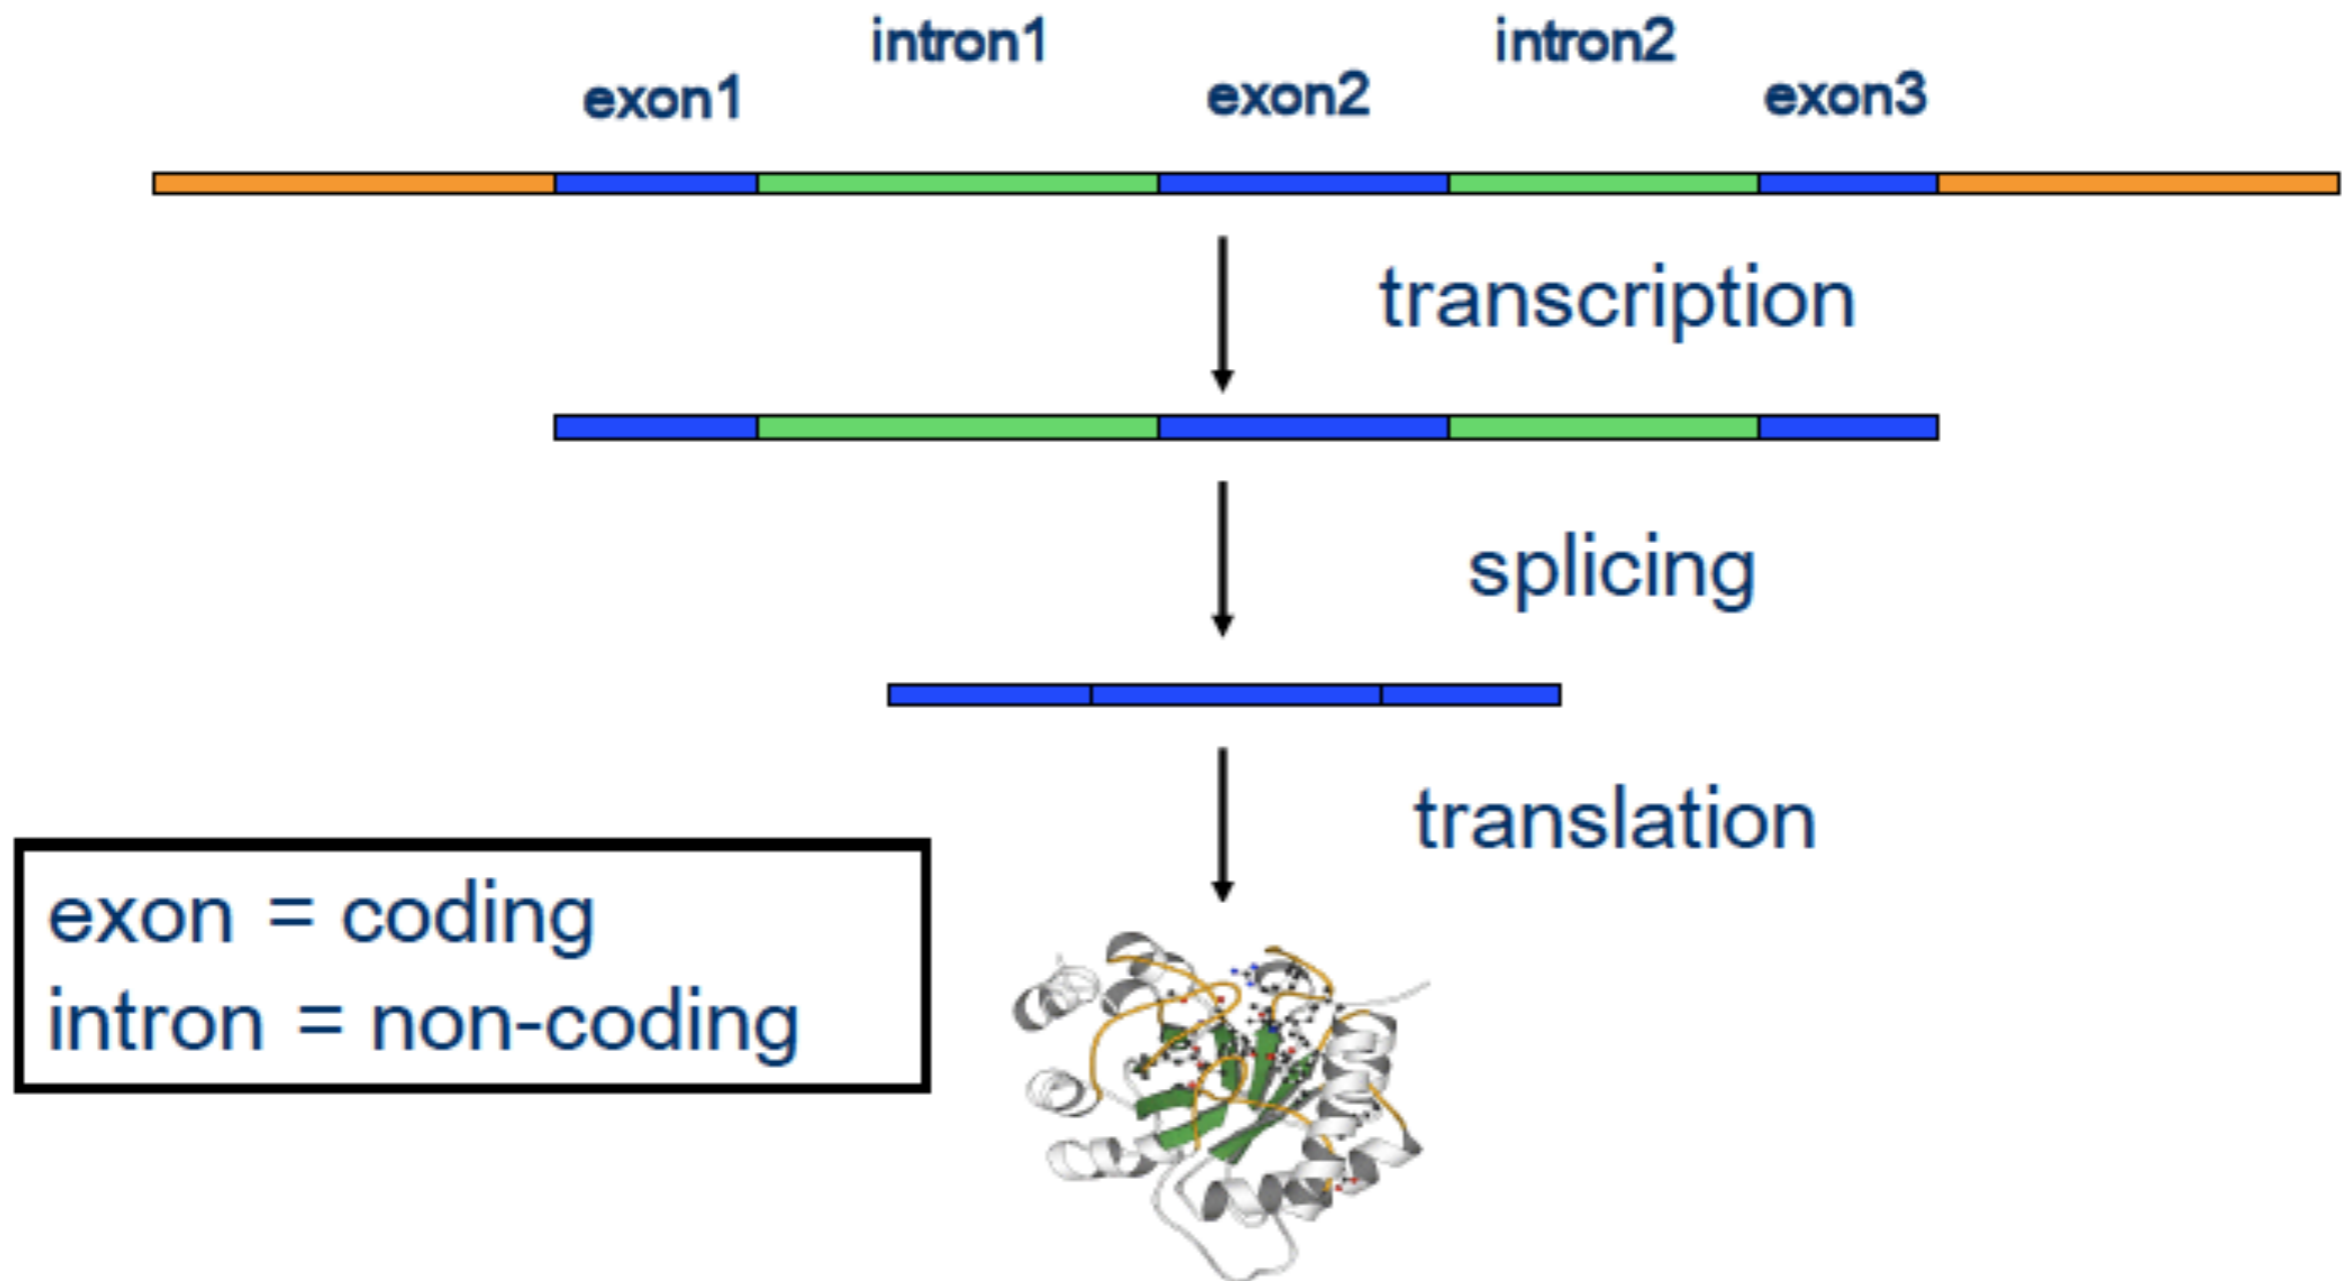 intron1
intron2
exon1
exon2
exon3
transcription
splicing
translation
exon = coding
intron = non-coding